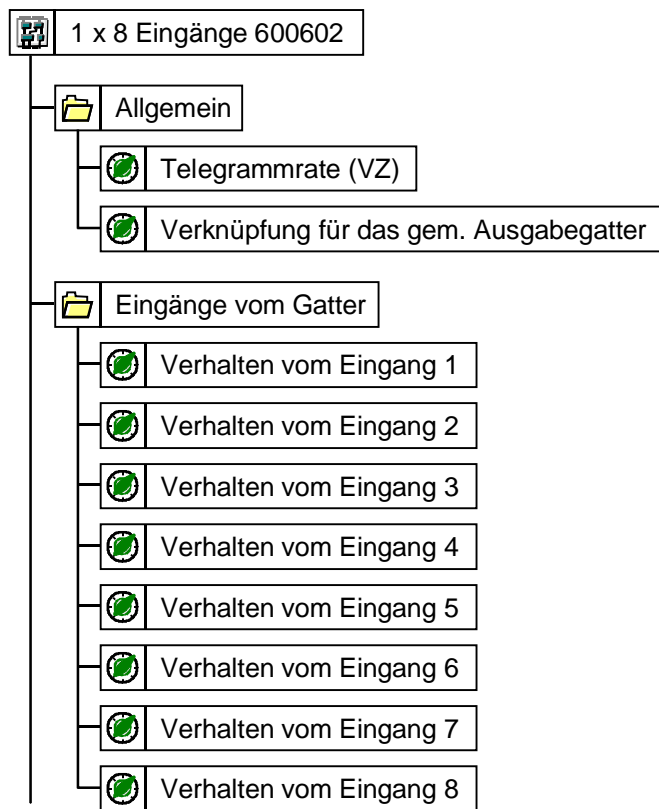 1 x 8 Eingänge 600602
Allgemein
Telegrammrate (VZ)
Verknüpfung für das gem. Ausgabegatter
Eingänge vom Gatter
Verhalten vom Eingang 1
Verhalten vom Eingang 2
Verhalten vom Eingang 3
Verhalten vom Eingang 4
Verhalten vom Eingang 5
Verhalten vom Eingang 6
Verhalten vom Eingang 7
Verhalten vom Eingang 8